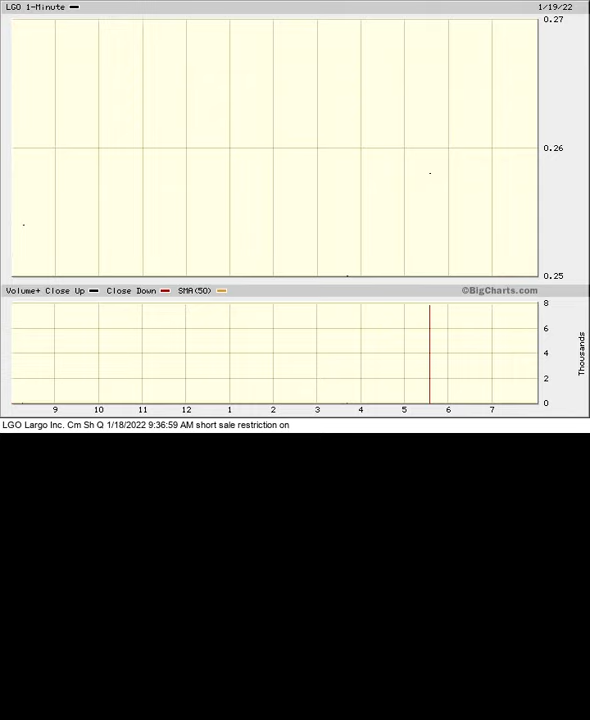 LGO 1-Minute 1/19/22
0.27
0.26
0.25
Volume+ Close Up Close Down SMA(50) ©BigCharts.com
8
6
4
2
0
Thousands
9 10 11 12 1 2 3 4 5 6 7
LGO Largo Inc. Cm Sh Q 1/18/2022 9:36:59 AM short sale restriction on